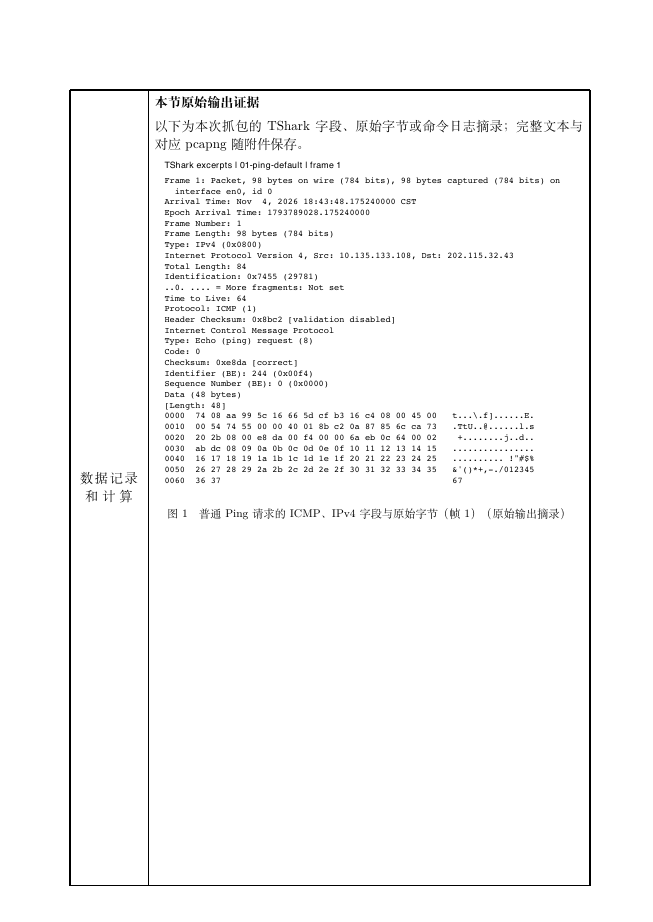 本节原始输出证据
以下为本次抓包的 TShark 字段、原始字节或命令日志摘录；完整文本与
对应 pcapng 随附件保存。
TShark excerpts | 01-ping-default | frame 1
Frame 1: Packet, 98 bytes on wire (784 bits), 98 bytes captured (784 bits) on
interface en0, id 0
Arrival Time: Nov  4, 2026 18:43:48.175240000 CST
Epoch Arrival Time: 1793789028.175240000
Frame Number: 1
Frame Length: 98 bytes (784 bits)
Type: IPv4 (0x0800)
Internet Protocol Version 4, Src: 10.135.133.108, Dst: 202.115.32.43
Total Length: 84
Identification: 0x7455 (29781)
..0. .... = More fragments: Not set
Time to Live: 64
Protocol: ICMP (1)
Header Checksum: 0x8bc2 [validation disabled]
Internet Control Message Protocol
Type: Echo (ping) request (8)
Code: 0
Checksum: 0xe8da [correct]
Identifier (BE): 244 (0x00f4)
Sequence Number (BE): 0 (0x0000)
Data (48 bytes)
[Length: 48]
0000  74 08 aa 99 5c 16 66 5d cf b3 16 c4 08 00 45 00   t...\.f]......E.
0010  00 54 74 55 00 00 40 01 8b c2 0a 87 85 6c ca 73   .TtU..@......l.s
0020  20 2b 08 00 e8 da 00 f4 00 00 6a eb 0c 64 00 02    +........j..d..
0030  ab dc 08 09 0a 0b 0c 0d 0e 0f 10 11 12 13 14 15   ................
0040  16 17 18 19 1a 1b 1c 1d 1e 1f 20 21 22 23 24 25   .......... !"#$%
0050  26 27 28 29 2a 2b 2c 2d 2e 2f 30 31 32 33 34 35   &'()*+,-./012345
0060  36 37                                             67
图 1　普通 Ping 请求的 ICMP、IPv4 字段与原始字节（帧 1）（原始输出摘录）
数据记录
和计算